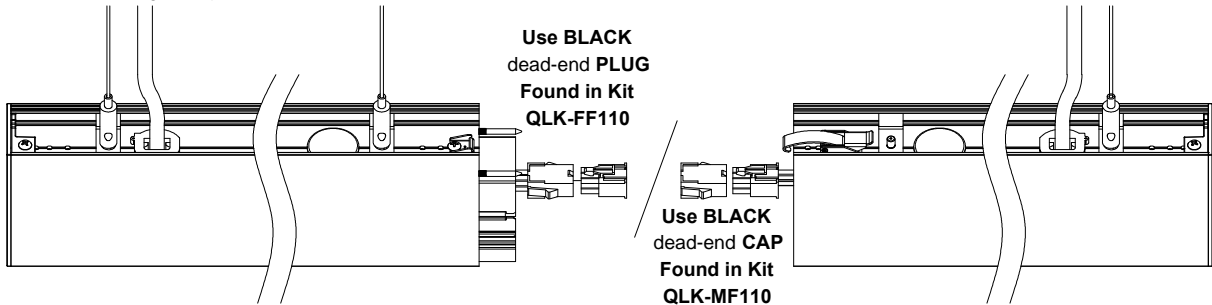 Use BLACK
dead-end PLUG
Found in Kit
QLK-FF110
Use BLACK
dead-end CAP
Found in Kit
QLK-MF110